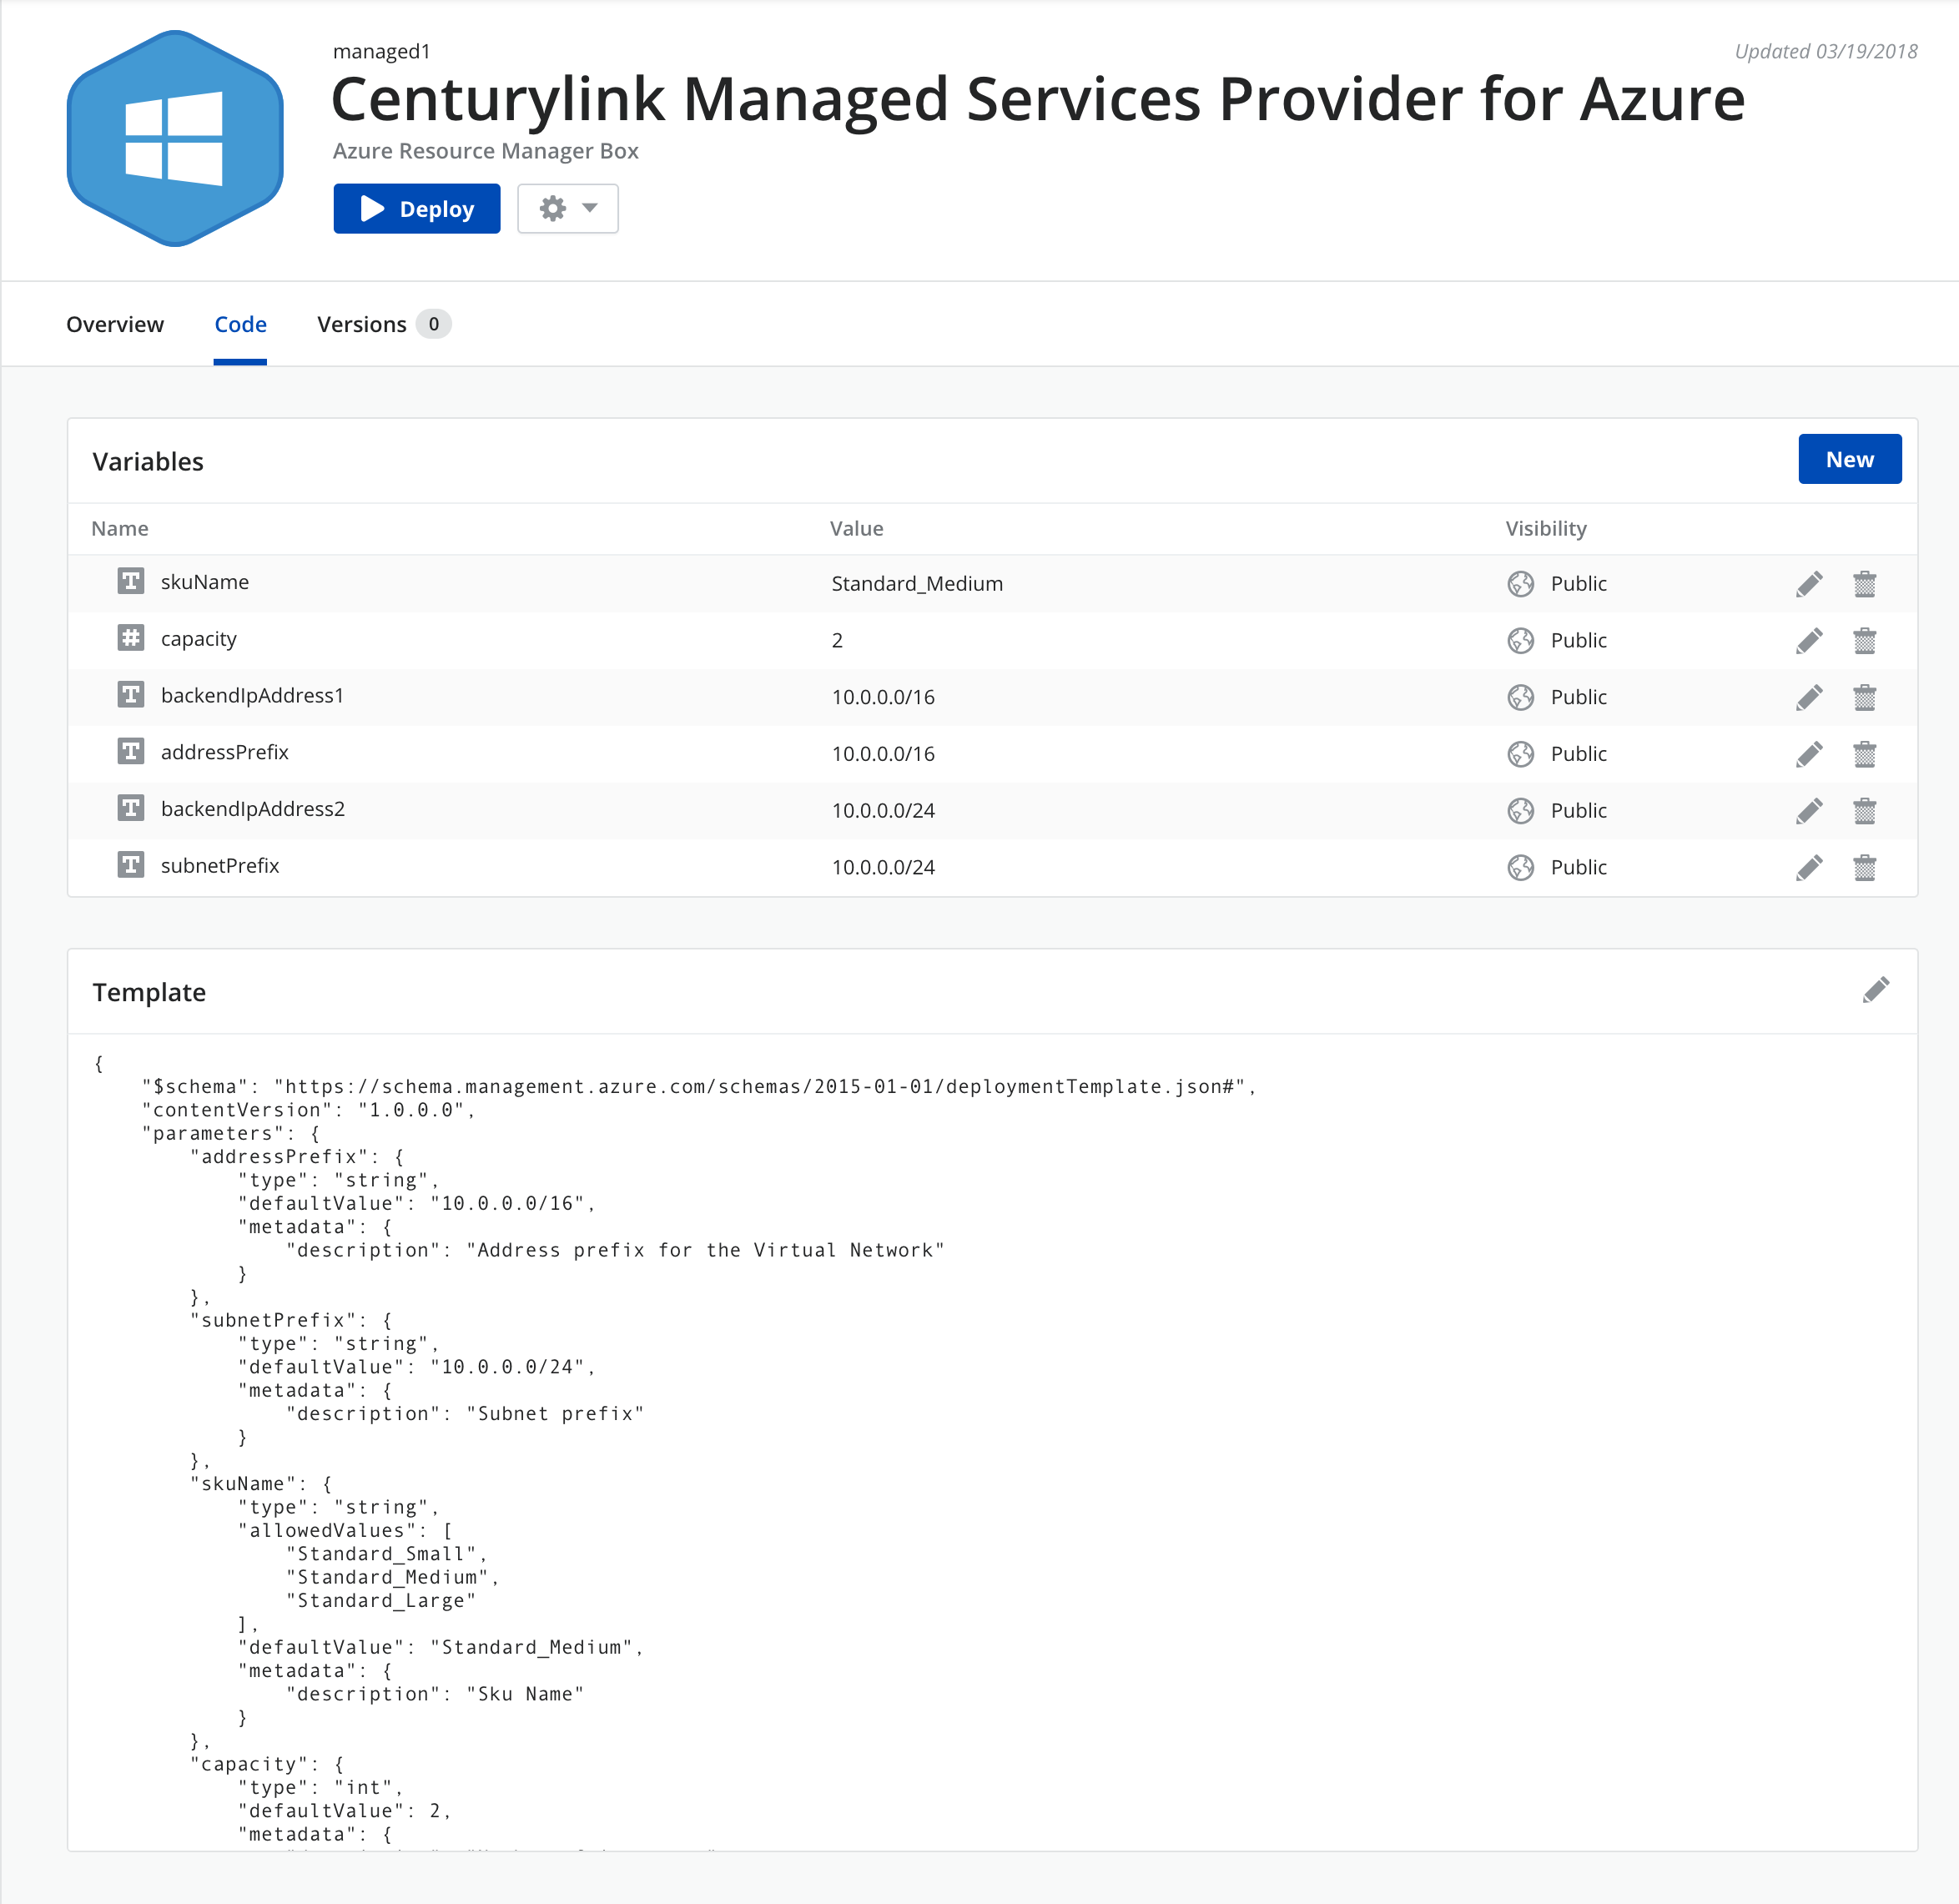 managed1
Updated 03/19/2018
Centurylink Managed Services Provider for Azure
Azure Resource Manager Box
Deploy
Overview Code Versions 0
Variables New
Name Value Visibility
skuName Standard_Medium Public
capacity 2 Public
backendIpAddress1 10.0.0.0/16 Public
addressPrefix 10.0.0.0/16 Public
backendIpAddress2 10.0.0.0/24 Public
subnetPrefix 10.0.0.0/24 Public
Template
{
    "$schema": "https://schema.management.azure.com/schemas/2015-01-01/deploymentTemplate.json#",
    "contentVersion": "1.0.0.0",
    "parameters": {
        "addressPrefix": {
            "type": "string",
            "defaultValue": "10.0.0.0/16",
            "metadata": {
                "description": "Address prefix for the Virtual Network"
            }
        },
        "subnetPrefix": {
            "type": "string",
            "defaultValue": "10.0.0.0/24",
            "metadata": {
                "description": "Subnet prefix"
            }
        },
        "skuName": {
            "type": "string",
            "allowedValues": [
                "Standard_Small",
                "Standard_Medium",
                "Standard_Large"
            ],
            "defaultValue": "Standard_Medium",
            "metadata": {
                "description": "Sku Name"
            }
        },
        "capacity": {
            "type": "int",
            "defaultValue": 2,
            "metadata": {